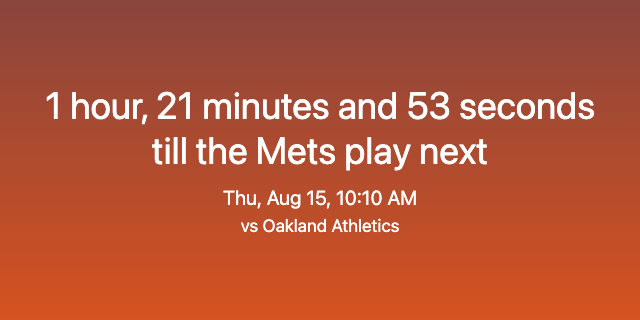 1 hour, 21 minutes and 53 seconds
till the Mets play next
Thu, Aug 15, 10:10 AM
vs Oakland Athletics